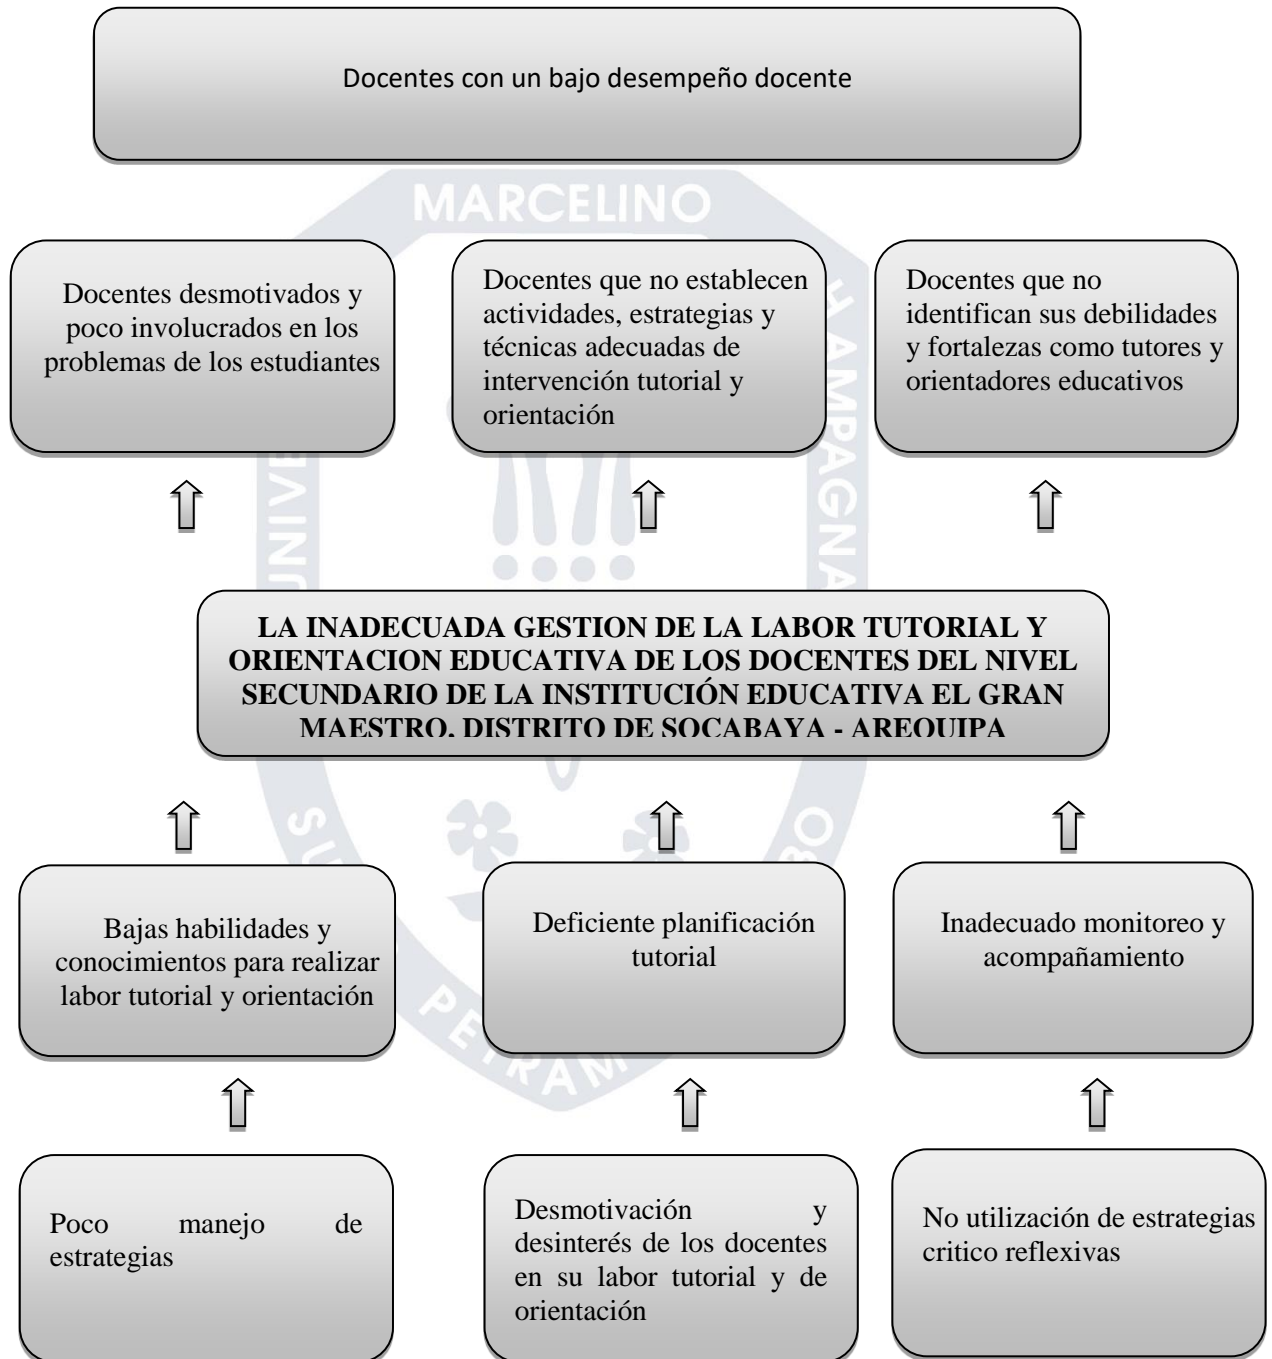 Docentes con un bajo desempeño docente
MARCELINO
Docentes desmotivados y
poco involucrados en los
problemas de los estudiantes
Docentes que no establecen
actividades, estrategias y
técnicas adecuadas de
intervención tutorial y
orientación
Docentes que no
identifican sus debilidades
y fortalezas como tutores y
orientadores educativos
LA INADECUADA GESTION DE LA LABOR TUTORIAL Y
ORIENTACION EDUCATIVA DE LOS DOCENTES DEL NIVEL
SECUNDARIO DE LA INSTITUCIÓN EDUCATIVA EL GRAN
MAESTRO, DISTRITO DE SOCABAYA - AREQUIPA
Bajas habilidades y
conocimientos para realizar
labor tutorial y orientación
Deficiente planificación
tutorial
Inadecuado monitoreo y
acompañamiento
Poco manejo de
estrategias
Desmotivación y
desinterés de los docentes
en su labor tutorial y de
orientación
No utilización de estrategias
critico reflexivas